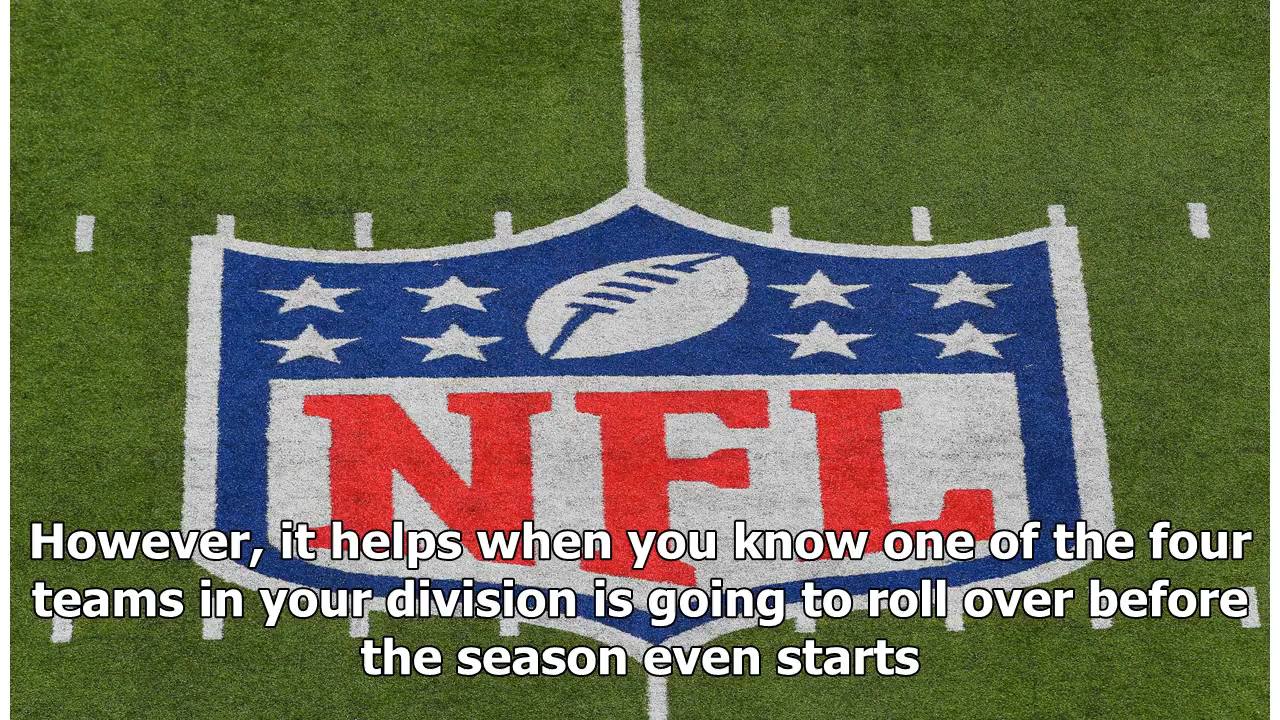 NFL
However, it helps when you know one of the four
teams in your division is going to roll over before
the season even starts